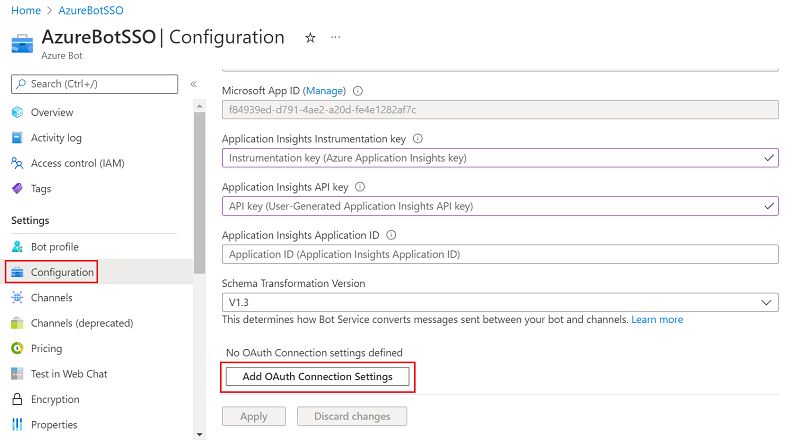 Home > AzureBotSSO
AzureBotSSO | Configuration
Azure Bot
Search (Ctrl+/)
Overview
Activity log
Access control (IAM)
Tags
Settings
Bot profile
Configuration
Channels
Channels (deprecated)
Pricing
Test in Web Chat
Encryption
Properties
Microsoft App ID (Manage)
f84939ed-d791-4ae2-a20d-fe4e1282af7c
Application Insights Instrumentation key
Instrumentation key (Azure Application Insights key)
Application Insights API key
API key (User-Generated Application Insights API key)
Application Insights Application ID
Application ID (Application Insights Application ID)
Schema Transformation Version
V1.3
This determines how Bot Service converts messages sent between your bot and channels. Learn more
No OAuth Connection settings defined
Add OAuth Connection Settings
Apply
Discard changes